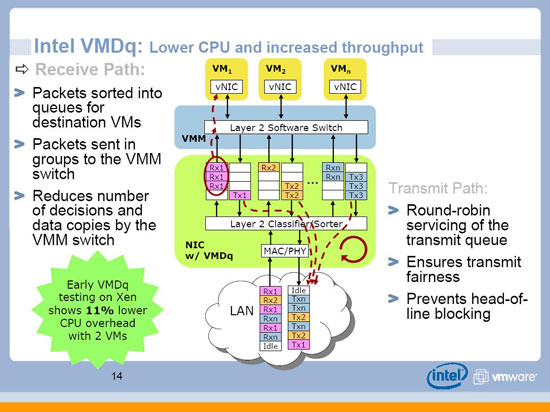 Intel VMDq: Lower CPU and increased throughput
⇨ Receive Path:
> Packets sorted into
queues for
destination VMs
> Packets sent in
groups to the VMM
switch
> Reduces number
of decisions and
data copies by the
VMM switch
Early VMDq
testing on Xen
shows 11% lower
CPU overhead
with 2 VMs
VM1 VM2 VMn
vNIC vNIC vNIC
VMM
Layer 2 Software Switch
Rx1 Rx2 Rxn
Rx1 Rxn Tx3
Rx1 Tx2 Tx3
Tx1 Tx2 Tx3
...
Layer 2 Classifier/Sorter
NIC
w/ VMDq
MAC/PHY
LAN
Rx1 Idle
Rx2 Txn
Rx1 Txn
Rxn Tx2
Rx1 Txn
Rxn Tx2
Idle Tx1
Transmit Path:
> Round-robin
servicing of the
transmit queue
> Ensures transmit
fairness
> Prevents head-of-
line blocking
14
intel
vmware